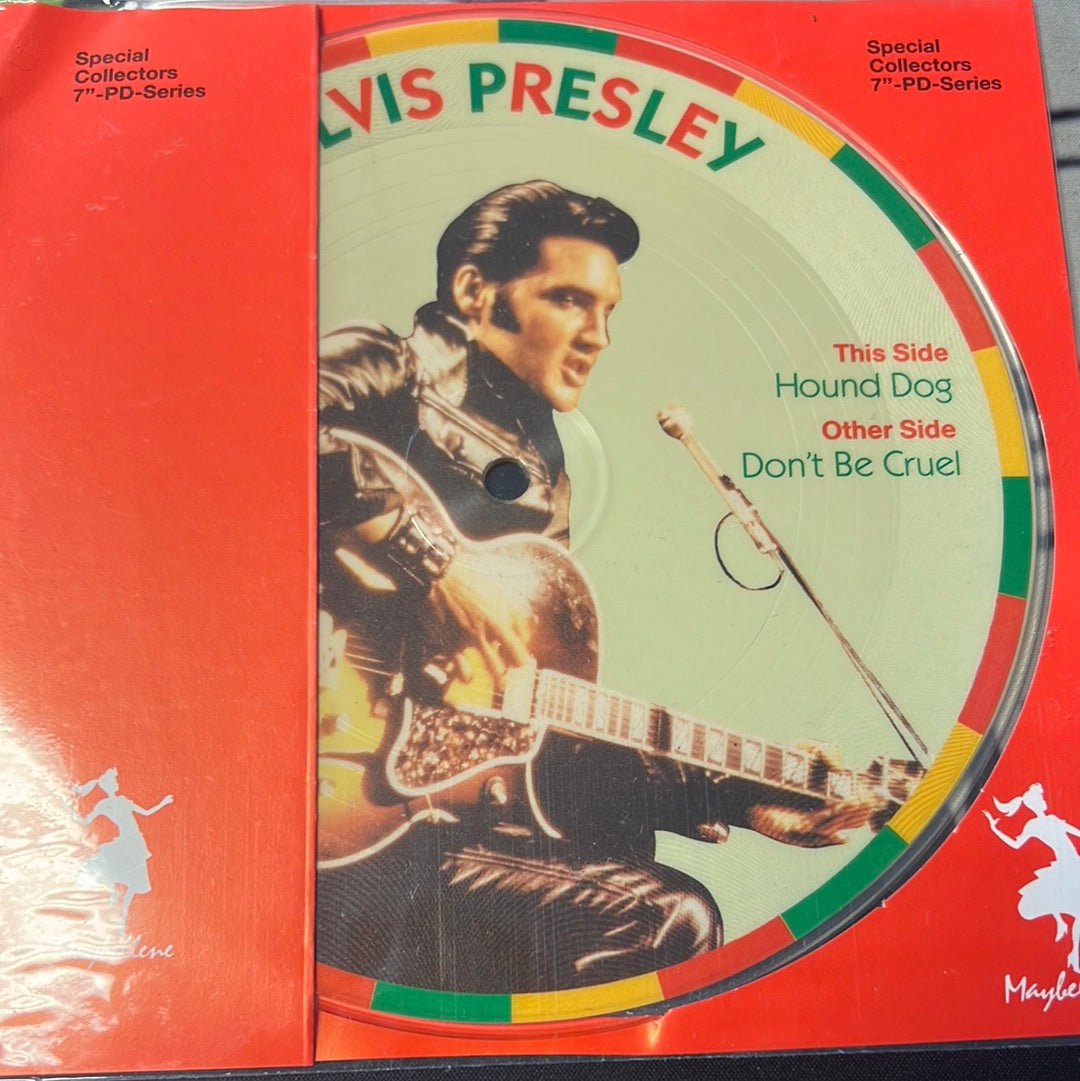 Special
Collectors
7”-PD-Series
Special
Collectors
7”-PD-Series
LVIS PRESLEY
This Side
Hound Dog
Other Side
Don't Be Cruel